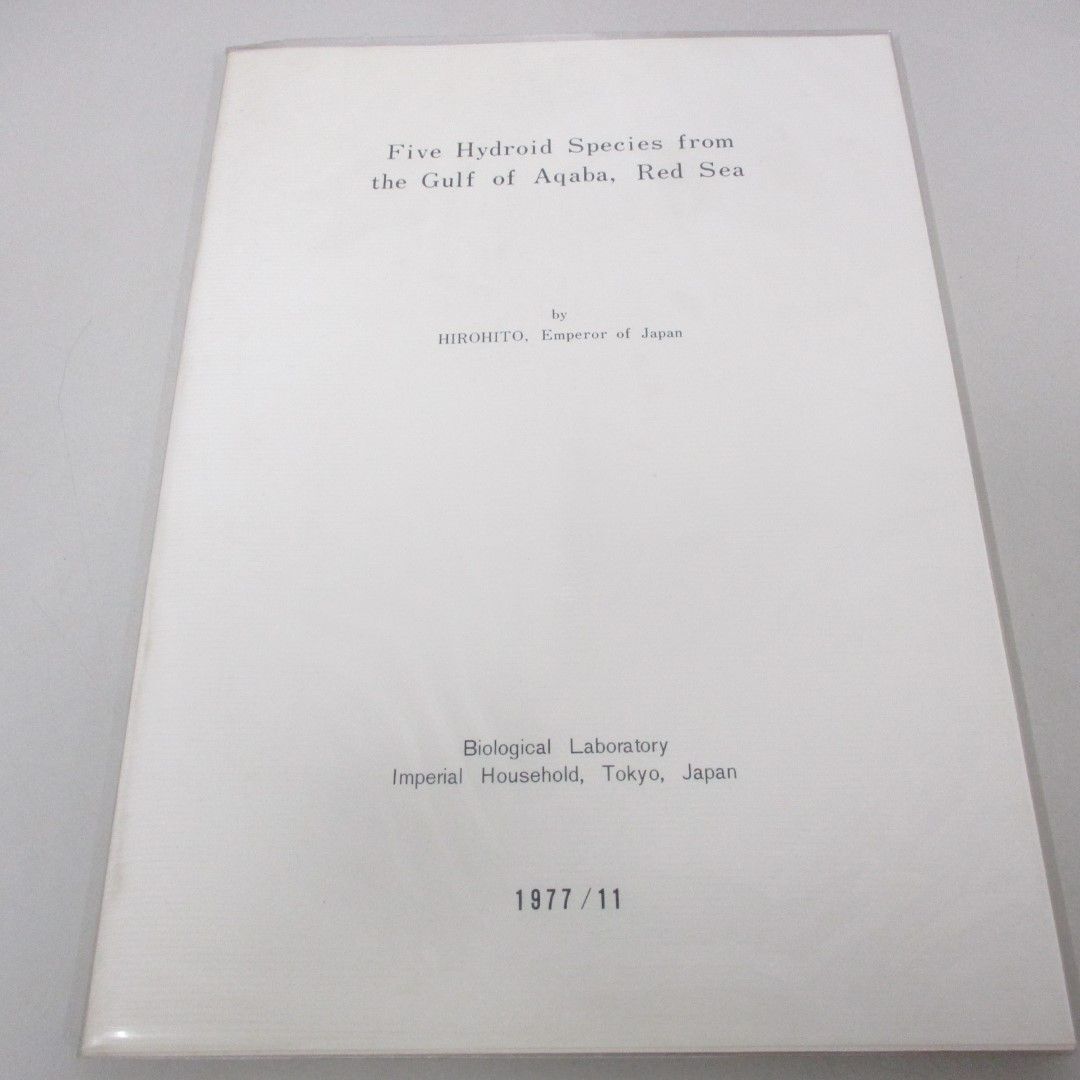 Five Hydroid Species from
the Gulf of Aqaba, Red Sea
by
HIROHITO, Emperor of Japan
Biological Laboratory
Imperial Household, Tokyo, Japan
1977/11